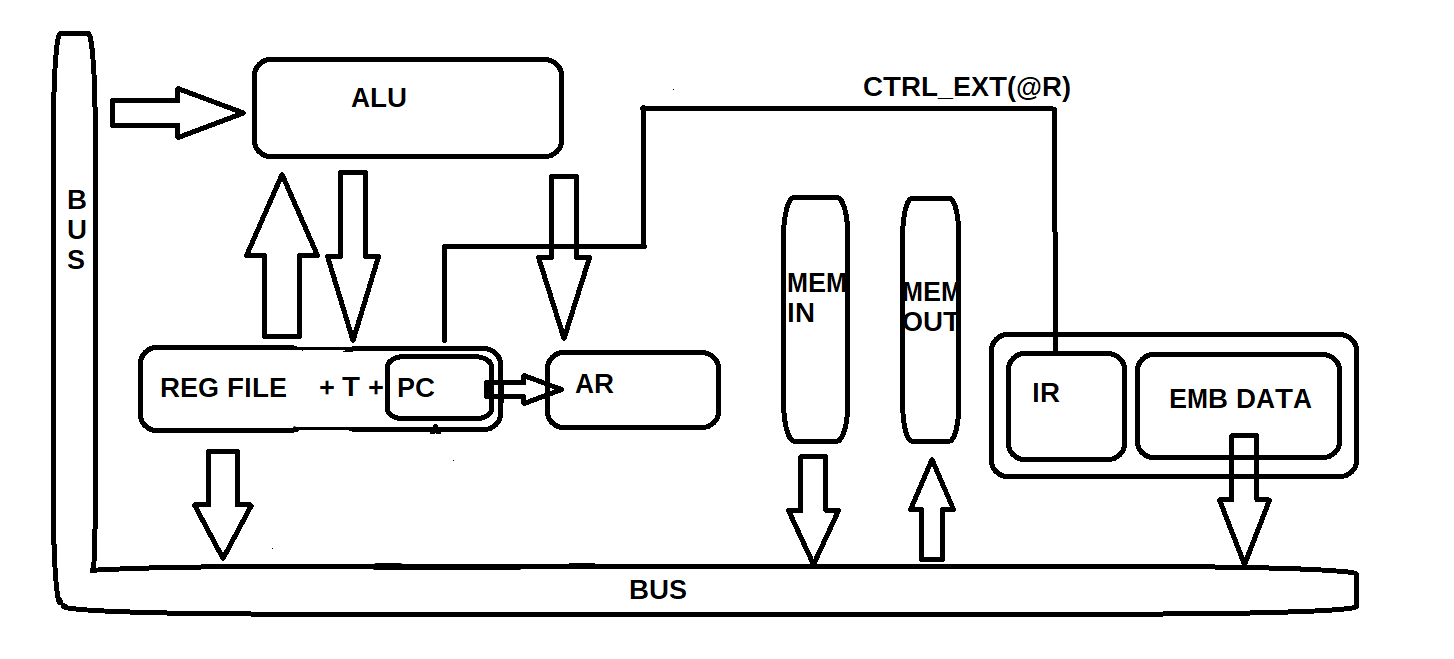 ALU
CTRL_EXT(@R)
B
U
S
MEM
IN
MEM
OUT
REG FILE + T + PC
AR
IR
EMB DATA
BUS